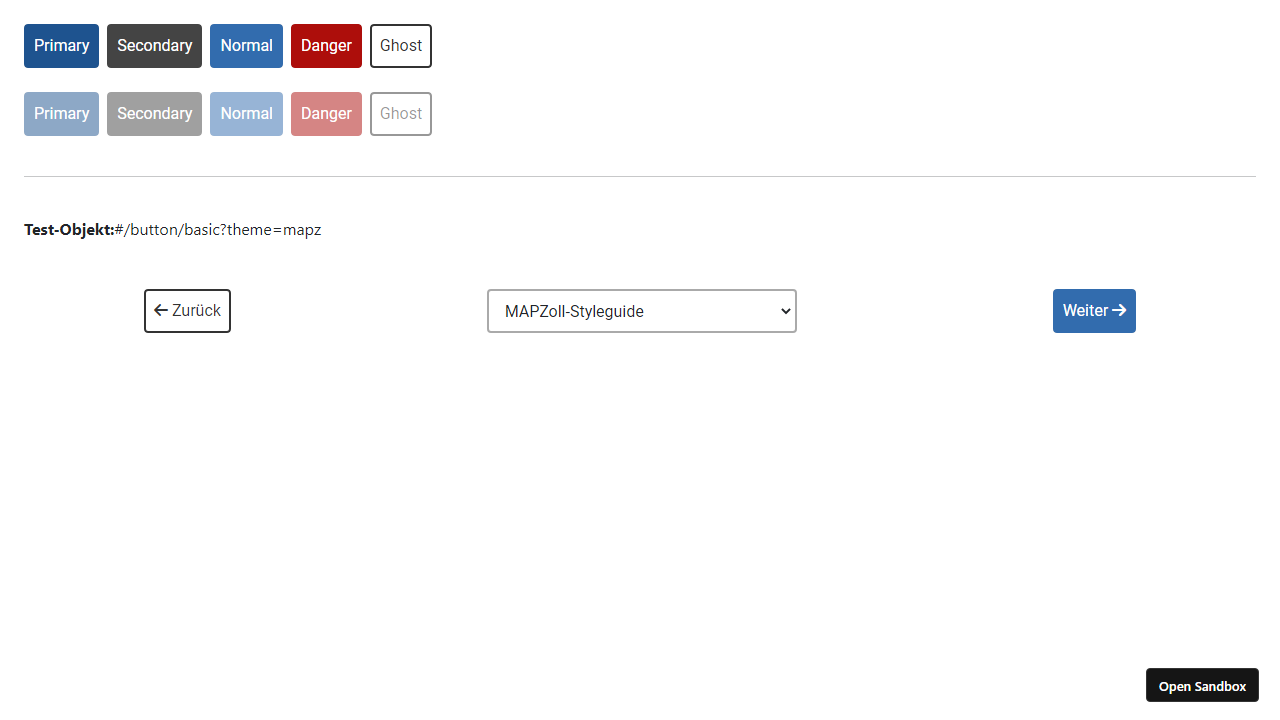 Primary Secondary Normal Danger Ghost
Primary Secondary Normal Danger Ghost
Test-Objekt:#/button/basic?theme=mapz
Zurück MAPZoll-Styleguide Weiter
Open Sandbox